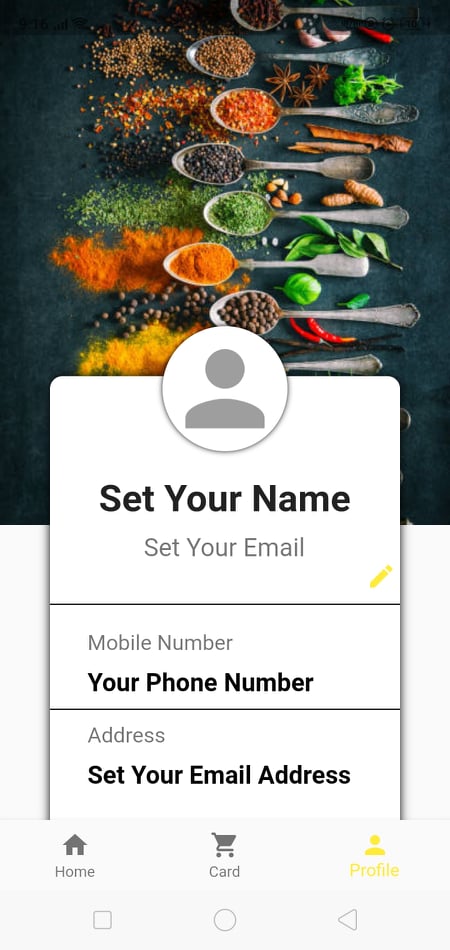 9:16
Set Your Name
Set Your Email
Mobile Number
Your Phone Number
Address
Set Your Email Address
Home
Card
Profile